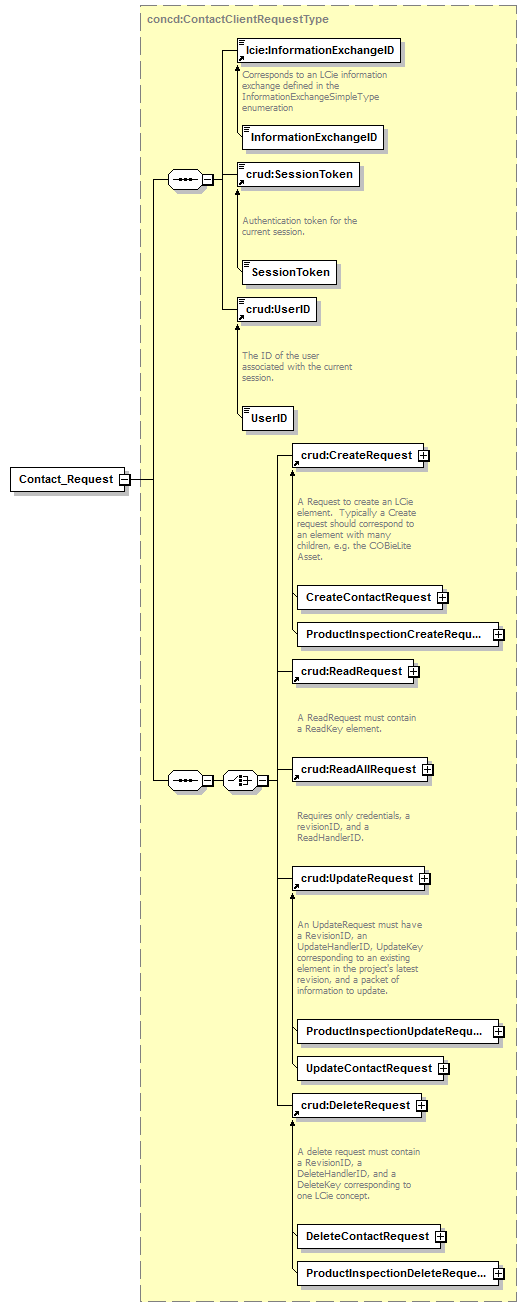 concd:ContactClientRequestType
lcie:InformationExchangeID
Corresponds to an LCie information
exchange defined in the
InformationExchangeSimpleType
enumeration
InformationExchangeID
crud:SessionToken
Authentication token for the
current session.
SessionToken
crud:UserID
The ID of the user
associated with the current
session.
UserID
Contact_Request
crud:CreateRequest
A Request to create an LCie
element.  Typically a Create
request should correspond to
an element with many
children, e.g. the COBieLite
Asset.
CreateContactRequest
ProductInspectionCreateRequ...
crud:ReadRequest
A ReadRequest must contain
a ReadKey element.
crud:ReadAllRequest
Requires only credentials, a
revisionID, and a
ReadHandlerID.
crud:UpdateRequest
An UpdateRequest must have
a RevisionID, an
UpdateHandlerID, UpdateKey
corresponding to an existing
element in the project's latest
revision, and a packet of
information to update.
ProductInspectionUpdateRequ...
UpdateContactRequest
crud:DeleteRequest
A delete request must contain
a RevisionID, a
DeleteHandlerID, and a
DeleteKey corresponding to
one LCie concept.
DeleteContactRequest
ProductInspectionDeleteReque...